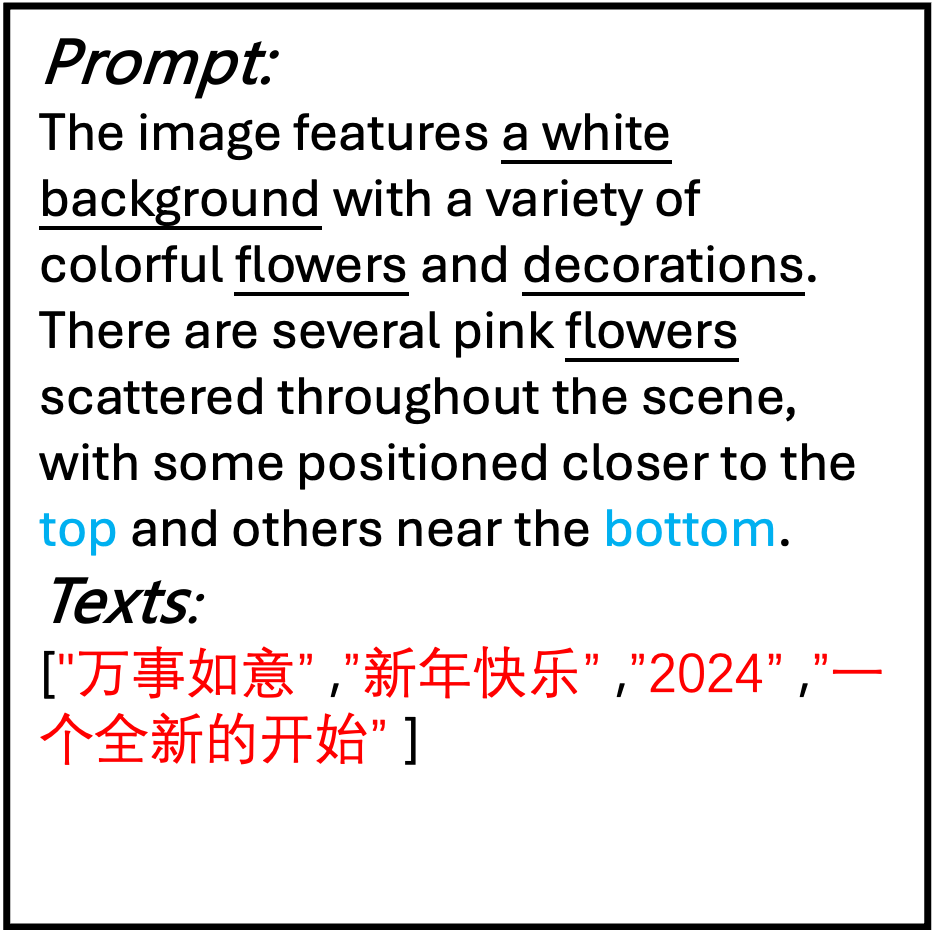 Prompt:
The image features a white
background with a variety of
colorful flowers and decorations.
There are several pink flowers
scattered throughout the scene,
with some positioned closer to the
top and others near the bottom.
Texts:
["万事如意” ,”新年快乐” ,”2024” ,”一
个全新的开始” ]